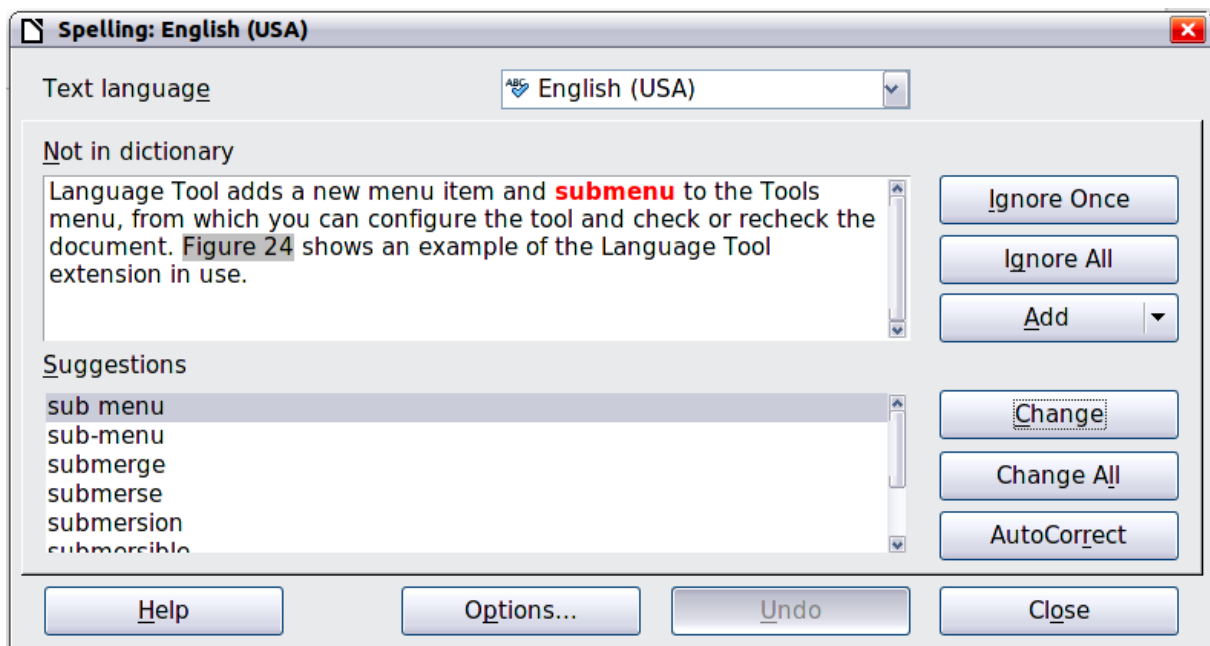 Spelling: English (USA)
Text language
English (USA)
Not in dictionary
Language Tool adds a new menu item and submenu to the Tools
menu, from which you can configure the tool and check or recheck the
document. Figure 24 shows an example of the Language Tool
extension in use.
Ignore Once
Ignore All
Add
Suggestions
sub menu
sub-menu
submerge
submerse
submersion
submersible
Change
Change All
AutoCorrect
Help
Options...
Undo
Close